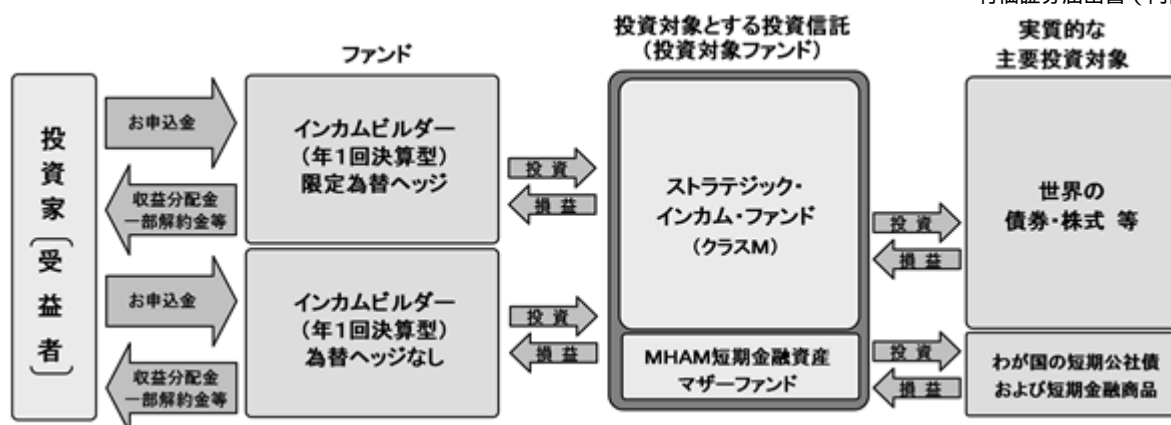 投資対象とする投資信託
(投資対象ファンド)
実質的な
主要投資対象
ファンド
投資家〔受益者〕
お申込金
収益分配金
一部解約金等
お申込金
収益分配金
一部解約金等
インカムビルダー
(年1回決算型)
限定為替ヘッジ
インカムビルダー
(年1回決算型)
為替ヘッジなし
投資
損益
投資
損益
ストラテジック・
インカム・ファンド
(クラスM)
MHAM短期金融資産
マザーファンド
投資
損益
投資
損益
世界の
債券・株式 等
わが国の短期公社債
および短期金融商品